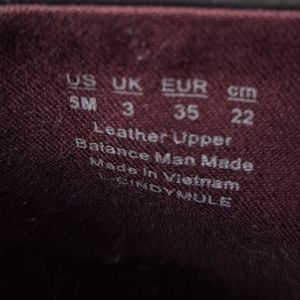 US UK EUR cm
5M 3 35 22
Leather Upper
Balance Man Made
Made in Vietnam
CINDYMULE